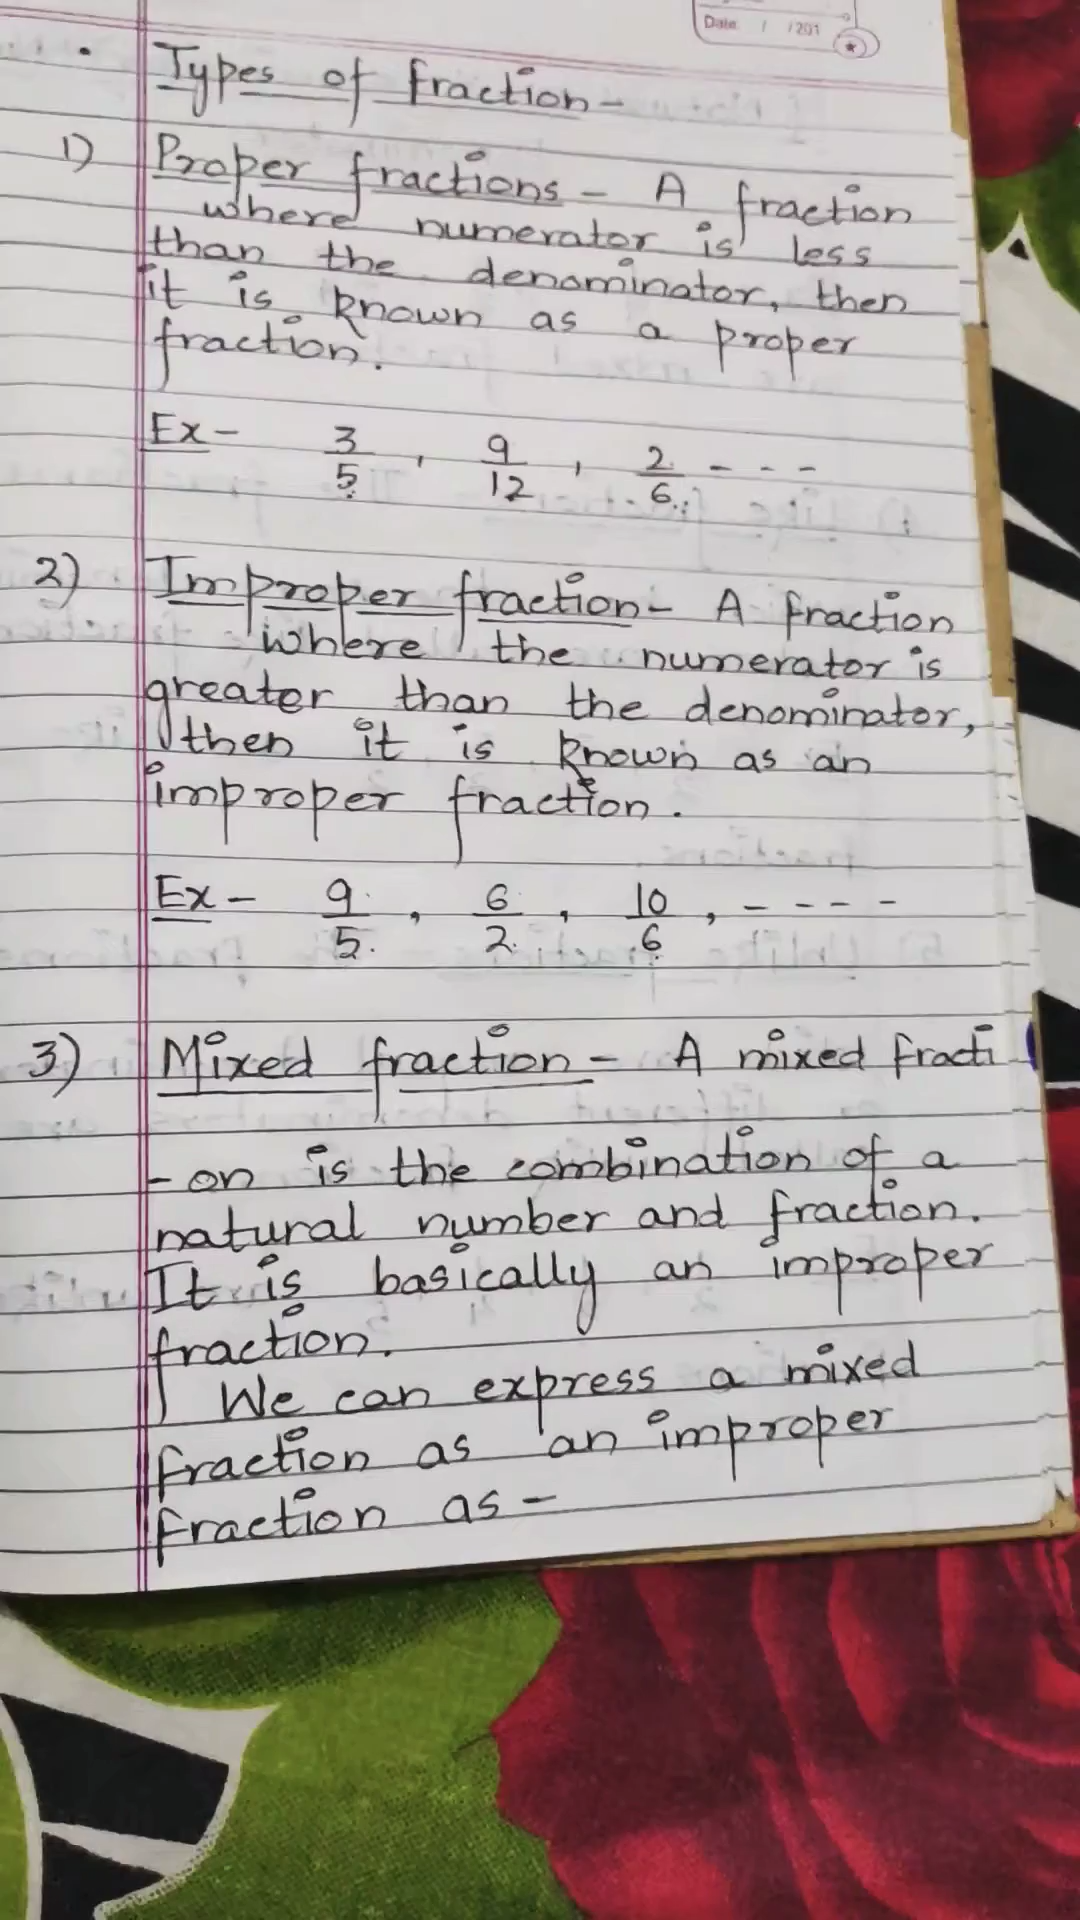 Date / /201
• Types of fraction -
1) Proper fractions - A fraction
where numerator is less
than the denominator, then
it is known as a proper
fraction.
Ex - 3/5, 9/12, 2/6 - - -
2) Improper fraction - A fraction
where the numerator is
greater than the denominator,
then it is known as an
improper fraction.
Ex - 9/5, 6/2, 10/6, - - - -
3) Mixed fraction - A mixed fracti
- on is the combination of a
natural number and fraction.
It is basically an improper
fraction.
We can express a mixed
fraction as an improper
fraction as -